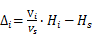 Δᵢ = Vᵢ/Vₛ · Hᵢ − Hₛ